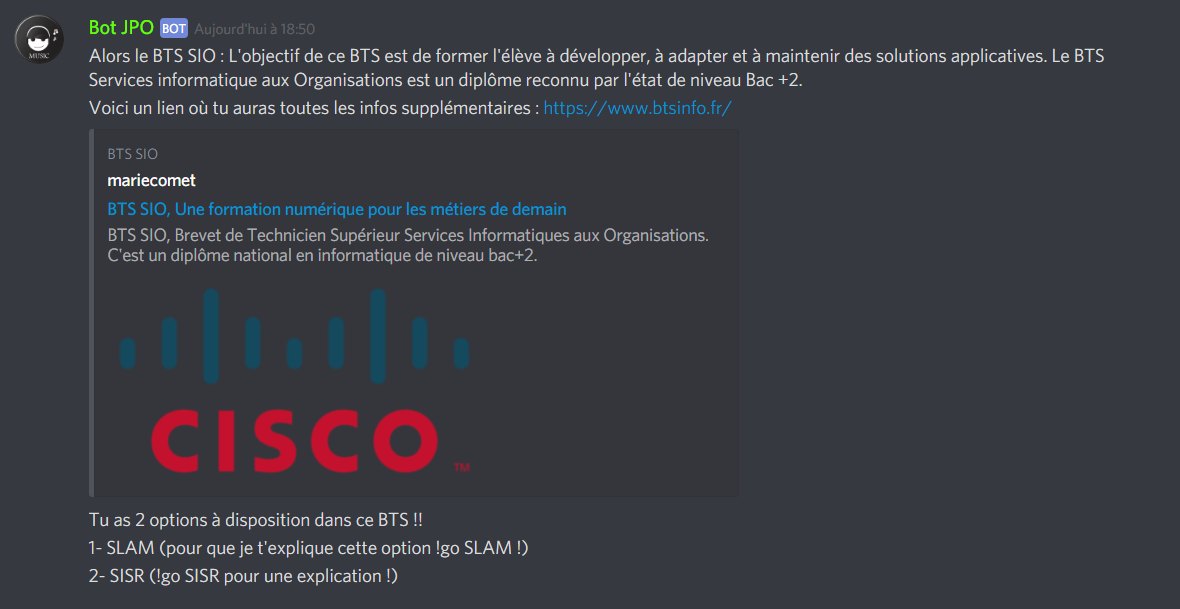 Bot JPO BOT Aujourd'hui à 18:50
MUSIC
Alors le BTS SIO : L'objectif de ce BTS est de former l'élève à développer, à adapter et à maintenir des solutions applicatives. Le BTS
Services informatique aux Organisations est un diplôme reconnu par l'état de niveau Bac +2.
Voici un lien où tu auras toutes les infos supplémentaires : https://www.btsinfo.fr/
BTS SIO
mariecomet
BTS SIO, Une formation numérique pour les métiers de demain
BTS SIO, Brevet de Technicien Supérieur Services Informatiques aux Organisations.
C'est un diplôme national en informatique de niveau bac+2.
CISCO TM
Tu as 2 options à disposition dans ce BTS !!
1- SLAM (pour que je t'explique cette option !go SLAM !)
2- SISR (!go SISR pour une explication !)